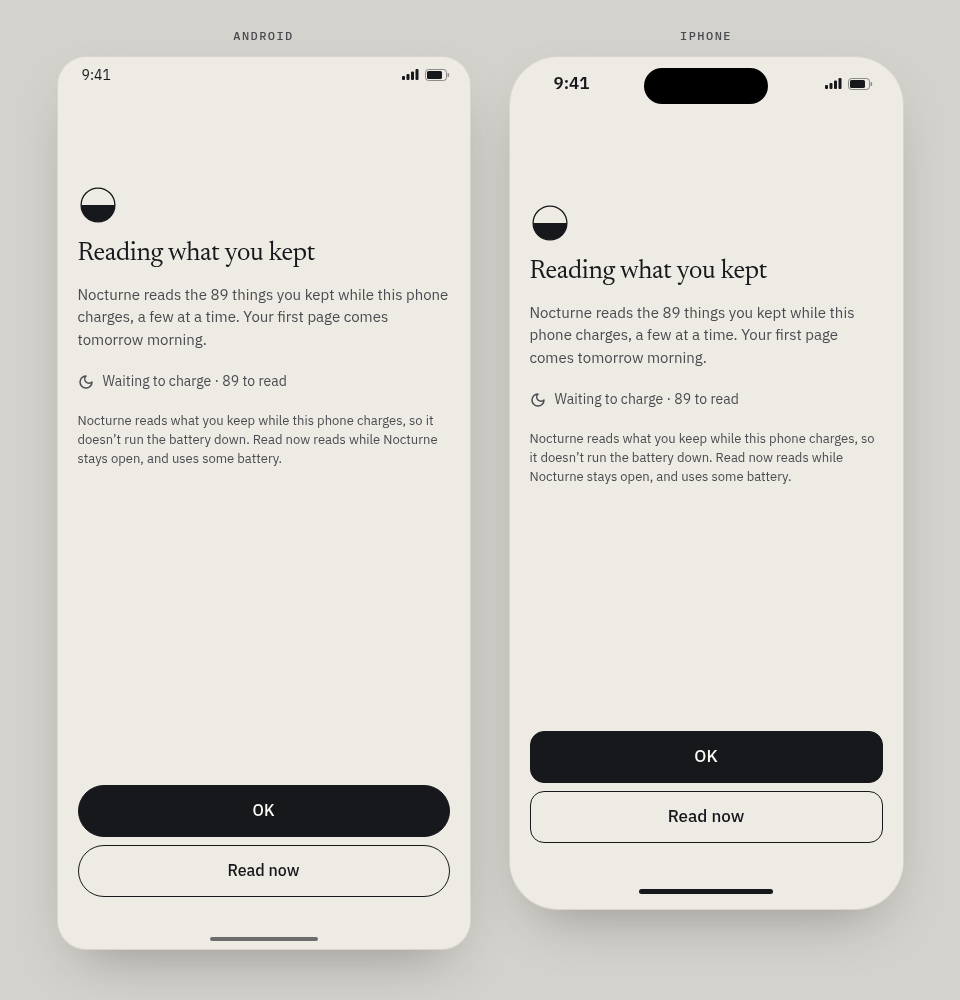 ANDROID
9:41
Reading what you kept
Nocturne reads the 89 things you kept while this phone
charges, a few at a time. Your first page comes
tomorrow morning.
Waiting to charge · 89 to read
Nocturne reads what you keep while this phone charges, so it
doesn’t run the battery down. Read now reads while Nocturne
stays open, and uses some battery.
OK
Read now
IPHONE
9:41
Reading what you kept
Nocturne reads the 89 things you kept while this
phone charges, a few at a time. Your first page
comes tomorrow morning.
Waiting to charge · 89 to read
Nocturne reads what you keep while this phone charges, so
it doesn’t run the battery down. Read now reads while
Nocturne stays open, and uses some battery.
OK
Read now